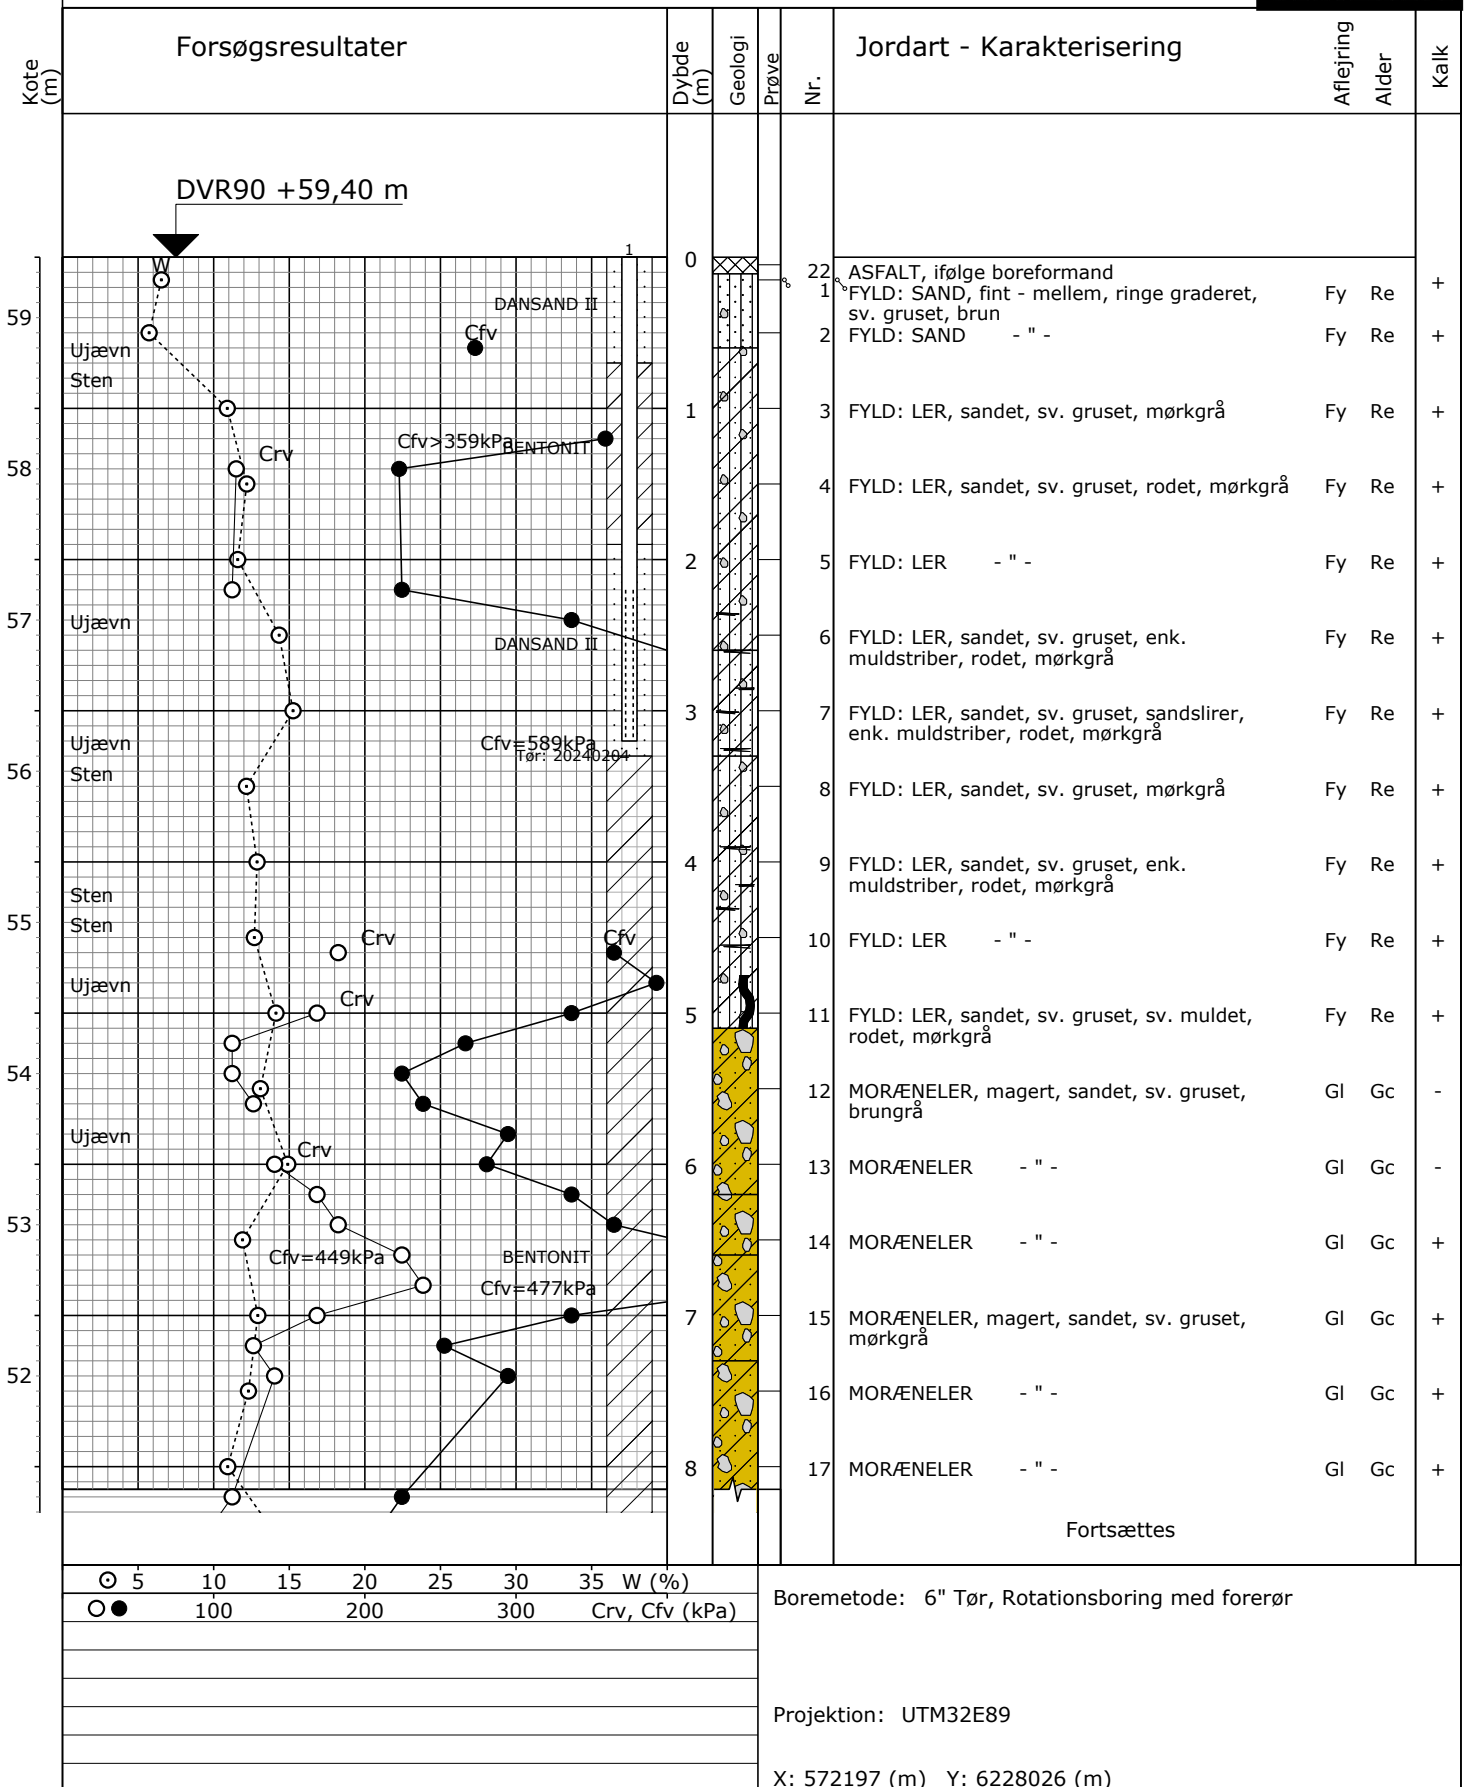 Kote (m)
Forsøgsresultater
Dybde (m)
Geologi
Prøve
Nr.
Jordart - Karakterisering
Aflejring
Alder
Kalk
DVR90 +59,40 m
W
1
0
DANSAND II
22 ASFALT, ifølge boreformand +
1 FYLD: SAND, fint - mellem, ringe graderet, Fy Re
sv. gruset, brun
59
Cfv
2 FYLD: SAND - " - Fy Re +
Ujævn
Sten
1
3 FYLD: LER, sandet, sv. gruset, mørkgrå Fy Re +
Cfv>359kPa
BENTONIT
Crv
58
4 FYLD: LER, sandet, sv. gruset, rodet, mørkgrå Fy Re +
2
5 FYLD: LER - " - Fy Re +
57
Ujævn
DANSAND II
6 FYLD: LER, sandet, sv. gruset, enk. Fy Re +
muldstriber, rodet, mørkgrå
3
7 FYLD: LER, sandet, sv. gruset, sandslirer, Fy Re +
enk. muldstriber, rodet, mørkgrå
Ujævn
Cfv=589kPa
Tør: 20240204
56
Sten
8 FYLD: LER, sandet, sv. gruset, mørkgrå Fy Re +
4
9 FYLD: LER, sandet, sv. gruset, enk. Fy Re +
muldstriber, rodet, mørkgrå
Sten
55
Sten
Crv
Cfv
10 FYLD: LER - " - Fy Re +
Ujævn
Crv
5
11 FYLD: LER, sandet, sv. gruset, sv. muldet, Fy Re +
rodet, mørkgrå
54
12 MORÆNELER, magert, sandet, sv. gruset, Gl Gc -
brungrå
Ujævn
Crv
6
13 MORÆNELER - " - Gl Gc -
53
14 MORÆNELER - " - Gl Gc +
Cfv=449kPa
BENTONIT
Cfv=477kPa
7
15 MORÆNELER, magert, sandet, sv. gruset, Gl Gc +
mørkgrå
52
16 MORÆNELER - " - Gl Gc +
8
17 MORÆNELER - " - Gl Gc +
Fortsættes
5 10 15 20 25 30 35 W (%)
100 200 300 Crv, Cfv (kPa)
Boremetode: 6" Tør, Rotationsboring med forerør
Projektion: UTM32E89
X: 572197 (m) Y: 6228026 (m)